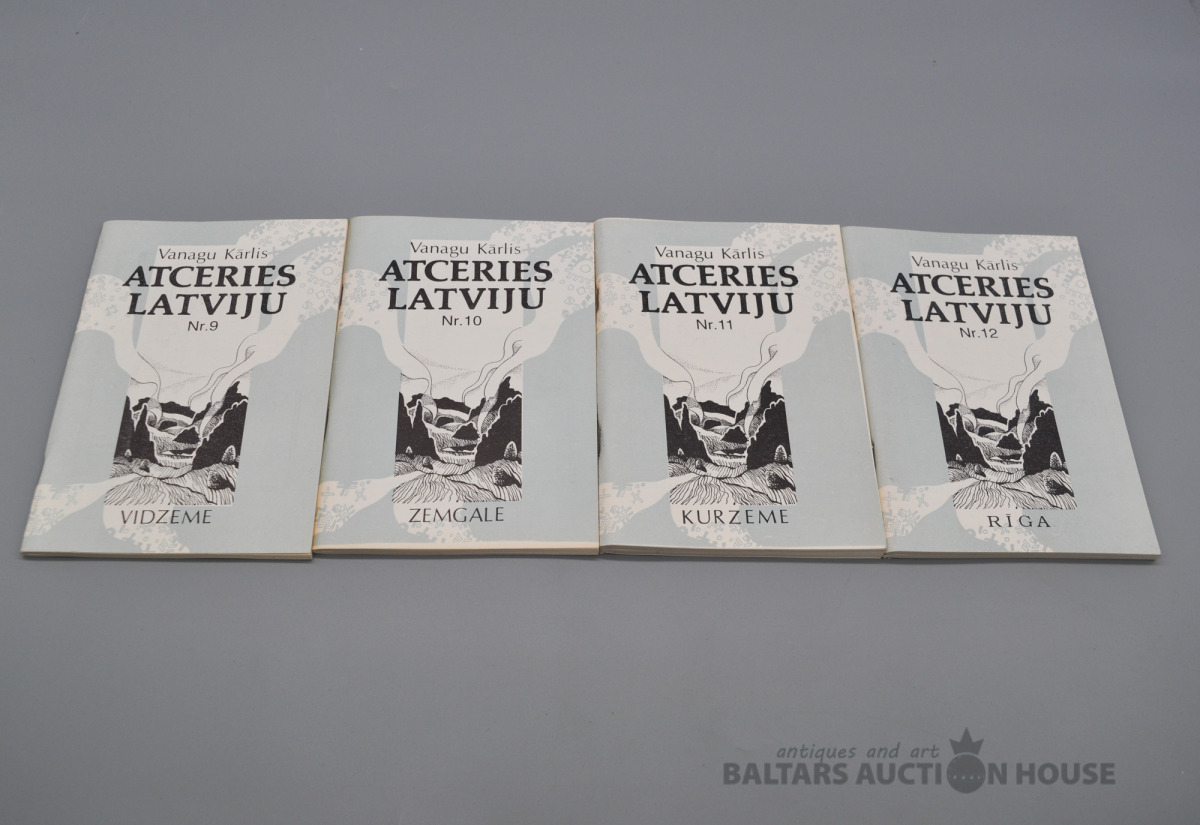 Vanagu Kārlis
ATCERIES
LATVIJU
Nr.9
VIDZEME
Vanagu Kārlis
ATCERIES
LATVIJU
Nr.10
ZEMGALE
Vanagu Kārlis
ATCERIES
LATVIJU
Nr.11
KURZEME
Vanagu Kārlis
ATCERIES
LATVIJU
Nr.12
RĪGA
antiques and art
BALTARS AUCTION HOUSE